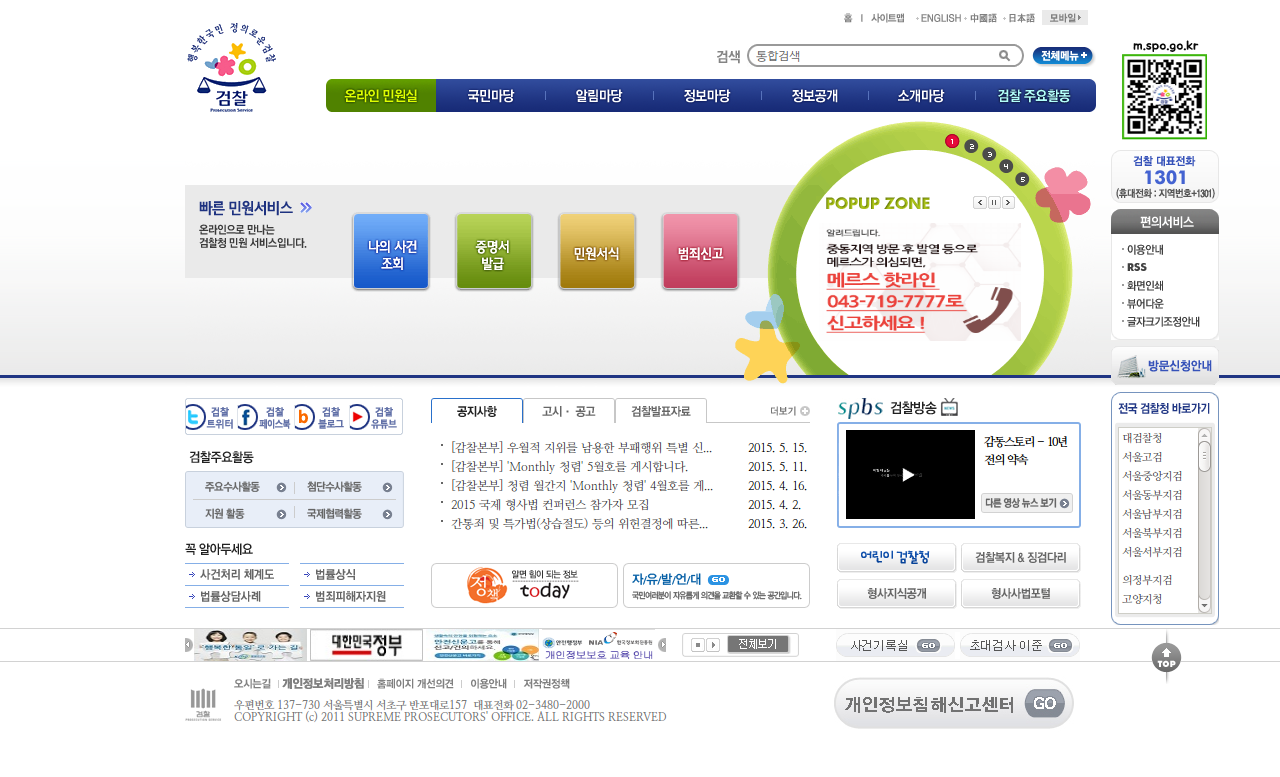 홈 | 사이트맵 · ENGLISH · 中國語 · 日本語 모바일
행복한국민 정의로운검찰
검찰
Prosecution Service
검색 통합검색 전체메뉴 +
온라인 민원실 국민마당 알림마당 정보마당 정보공개 소개마당 검찰 주요활동
m.spo.go.kr
검찰 대표전화
1301
(휴대전화 : 지역번호+1301)
편의서비스
· 이용안내
· RSS
· 화면인쇄
· 뷰어다운
· 글자크기조정안내
방문신청안내
빠른 민원서비스
온라인으로 만나는
검찰청 민원 서비스입니다.
나의 사건
조회
증명서
발급
민원서식
범죄신고
1 2 3 4 5
POPUP ZONE
알려드립니다.
중동지역 방문 후 발열 등으로
메르스가 의심되면,
메르스 핫라인
043-719-7777로
신고하세요 !
검찰
트위터
검찰
페이스북
검찰
블로그
검찰
유튜브
검찰주요활동
주요수사활동 첨단수사활동
지원 활동 국제협력활동
꼭 알아두세요
사건처리 체계도 법률상식
법률상담사례 범죄피해자지원
공지사항 고시 · 공고 검찰발표자료 더보기
· [감찰본부] 우월적 지위를 남용한 부패행위 특별 신... 2015. 5. 15.
· [감찰본부] 'Monthly 청렴' 5월호를 게시합니다. 2015. 5. 11.
· [감찰본부] 청렴 월간지 'Monthly 청렴' 4월호를 게... 2015. 4. 16.
· 2015 국제 형사법 컨퍼런스 참가자 모집 2015. 4. 2.
· 간통죄 및 특가법(상습절도) 등의 위헌결정에 따른... 2015. 3. 26.
정책
알면 힘이 되는 정보
today
자/유/발/언/대 GO
국민여러분이 자유롭게 의견을 교환할 수 있는 공간입니다.
spbs 검찰방송
감동스토리 - 10년
전의 약속
다른 영상 뉴스 보기
어린이 검찰청 검찰복지 & 징검다리
형사지식공개 형사사법포털
전국 검찰청 바로가기
대검찰청
서울고검
서울중앙지검
서울동부지검
서울남부지검
서울북부지검
서울서부지검
의정부지검
고양지청
대한민국정부
안전신문고를 통해
신고/건의하세요
안전행정부 NIA 한국정보화진흥원
개인정보보호 교육 안내
전체보기
사건기록실 GO 초대검사 이준 GO
TOP
오시는길 | 개인정보처리방침 | 홈페이지 개선의견 | 이용안내 | 저작권정책
검찰
PROSECUTION SERVICE
우편번호 137-730 서울특별시 서초구 반포대로157 대표전화 02-3480-2000
COPYRIGHT (c) 2011 SUPREME PROSECUTORS' OFFICE. ALL RIGHTS RESERVED
개인정보침해신고센터 GO